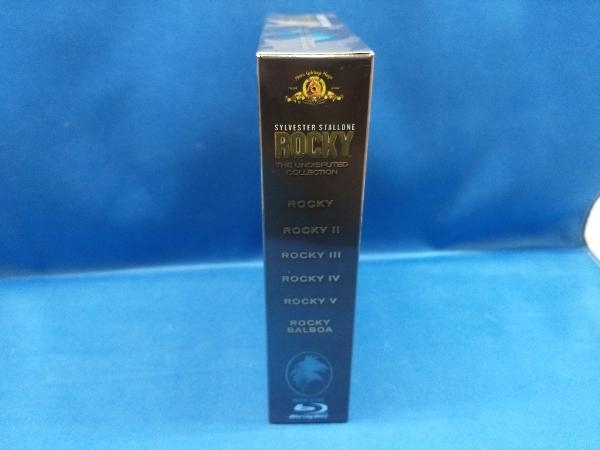 SYLVESTER STALLONE
ROCKY
THE UNDISPUTED
COLLECTION
ROCKY
ROCKY II
ROCKY III
ROCKY IV
ROCKY V
ROCKY
BALBOA
Blu-ray Disc